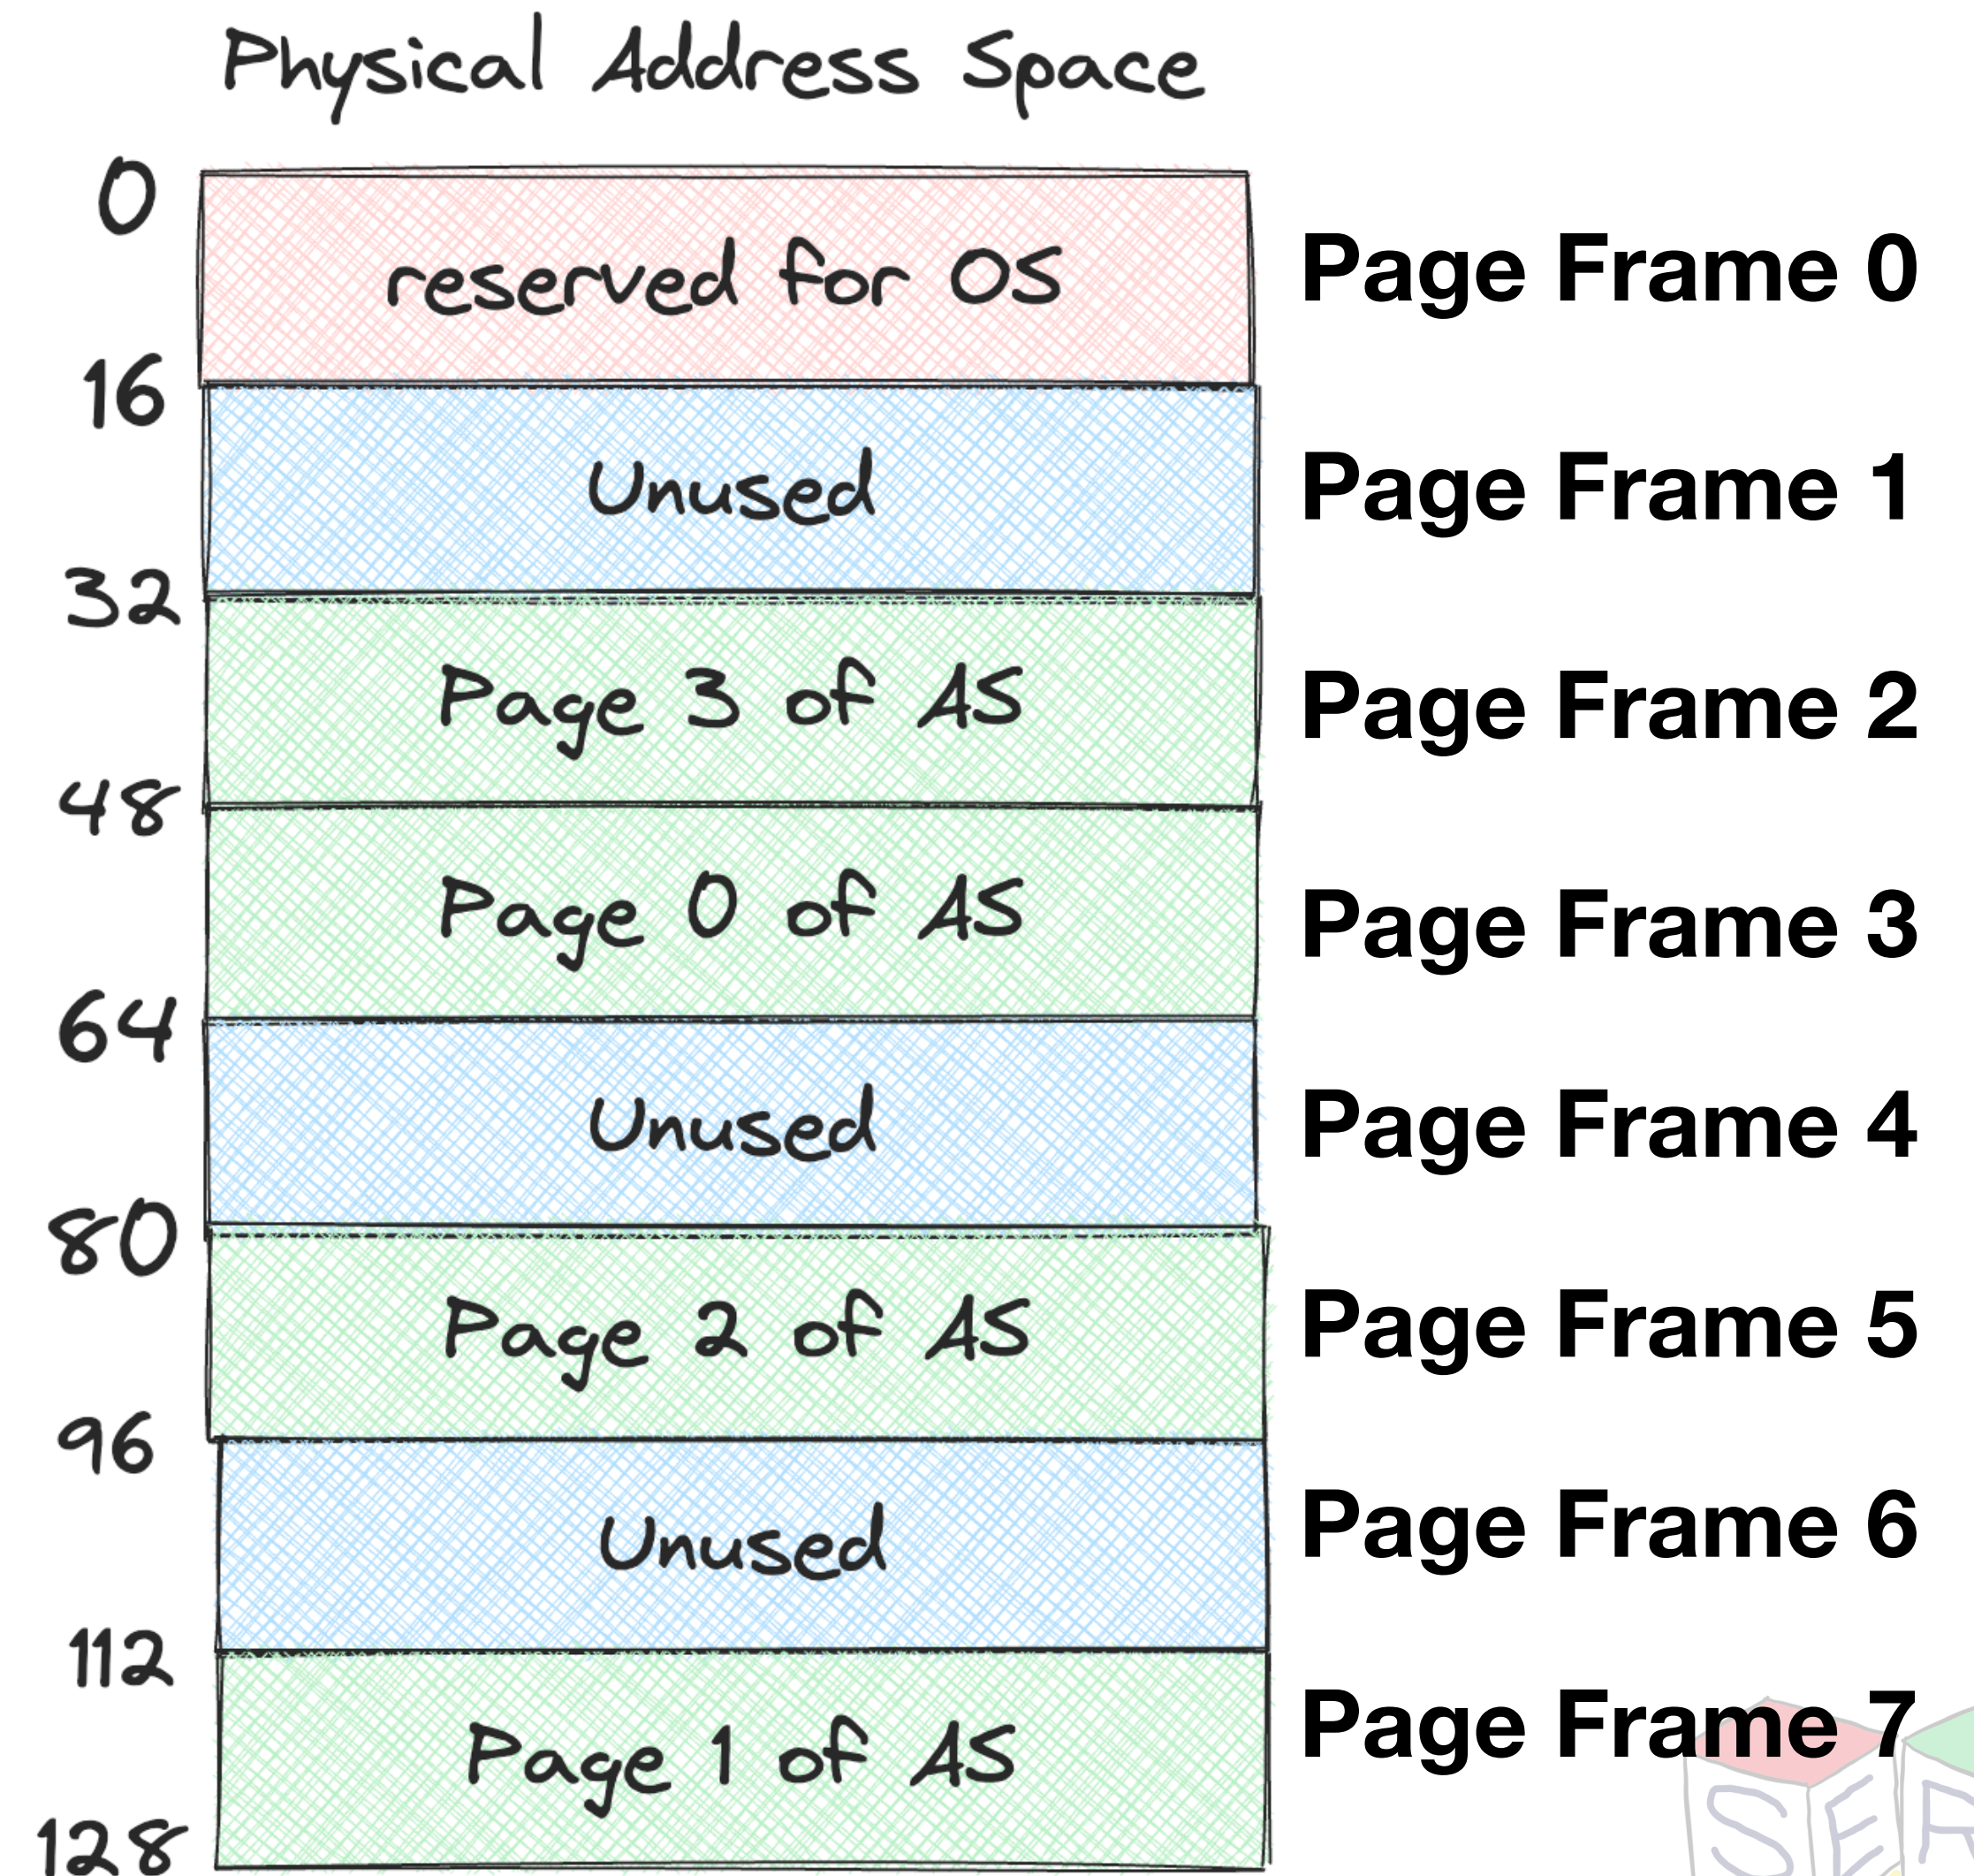 Physical Address Space
0
reserved for OS Page Frame 0
16
Unused Page Frame 1
32
Page 3 of AS Page Frame 2
48
Page 0 of AS Page Frame 3
64
Unused Page Frame 4
80
Page 2 of AS Page Frame 5
96
Unused Page Frame 6
112
Page 1 of AS Page Frame 7
128